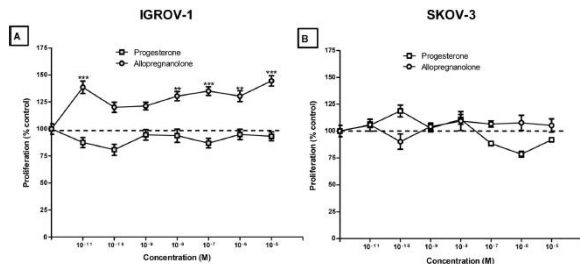 IGROV-1
A
Progesterone
Allopregnanolone
Proliferation (% control)
175
150
125
100
75
50
25
0
***
**
***
**
***
10⁻¹¹
10⁻¹⁰
10⁻⁹
10⁻⁸
10⁻⁷
10⁻⁶
10⁻⁵
Concentration (M)
SKOV-3
B
Progesterone
Allopregnanolone
Proliferation (% control)
175
150
125
100
75
50
25
0
10⁻¹¹
10⁻¹⁰
10⁻⁹
10⁻⁸
10⁻⁷
10⁻⁶
10⁻⁵
Concentration (M)